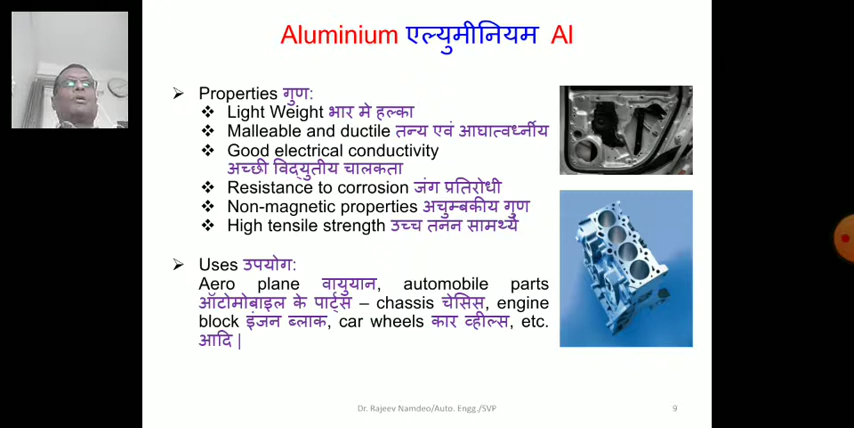 Aluminium एल्युमीनियम Al
➢ Properties गुण:
❖ Light Weight भार मे हल्का
❖ Malleable and ductile तन्य एवं आघात्वर्ध्नीय
❖ Good electrical conductivity
अच्छी विद्युतीय चालकता
❖ Resistance to corrosion जंग प्रतिरोधी
❖ Non-magnetic properties अचुम्बकीय गुण
❖ High tensile strength उच्च तनन सामर्थ्य
➢ Uses उपयोग:
Aero plane वायुयान, automobile parts
ऑटोमोबाइल के पार्ट्स – chassis चेसिस, engine
block इंजन ब्लाक, car wheels कार व्हील्स, etc.
आदि |
Dr. Rajeev Namdeo/Auto. Engg./SVP
9